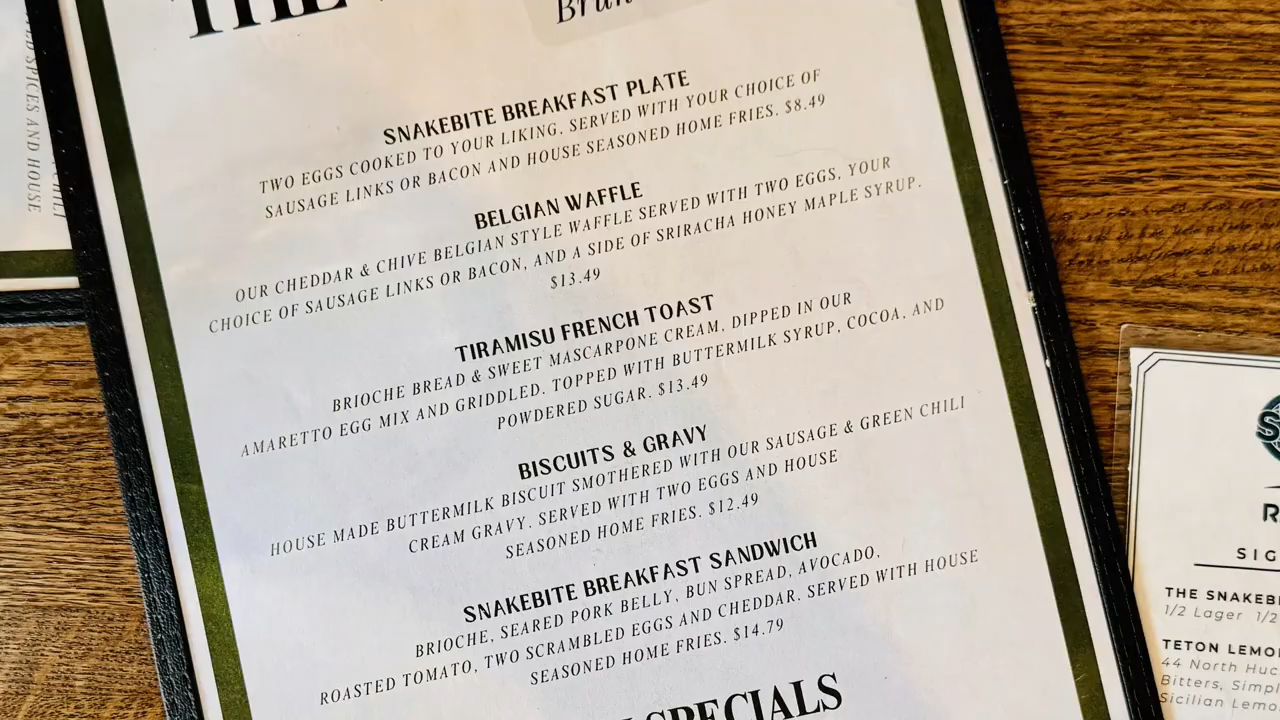 THE
SNAKEBITE BREAKFAST PLATE
TWO EGGS COOKED TO YOUR LIKING. SERVED WITH YOUR CHOICE OF
SAUSAGE LINKS OR BACON AND HOUSE SEASONED HOME FRIES. $8.49
BELGIAN WAFFLE
OUR CHEDDAR & CHIVE BELGIAN STYLE WAFFLE SERVED WITH TWO EGGS, YOUR
CHOICE OF SAUSAGE LINKS OR BACON, AND A SIDE OF SRIRACHA HONEY MAPLE SYRUP.
$13.49
TIRAMISU FRENCH TOAST
BRIOCHE BREAD & SWEET MASCARPONE CREAM, DIPPED IN OUR
AMARETTO EGG MIX AND GRIDDLED. TOPPED WITH BUTTERMILK SYRUP, COCOA, AND
POWDERED SUGAR. $13.49
BISCUITS & GRAVY
HOUSE MADE BUTTERMILK BISCUIT SMOTHERED WITH OUR SAUSAGE & GREEN CHILI
CREAM GRAVY. SERVED WITH TWO EGGS AND HOUSE
SEASONED HOME FRIES. $12.49
SNAKEBITE BREAKFAST SANDWICH
BRIOCHE, SEARED PORK BELLY, BUN SPREAD, AVOCADO,
ROASTED TOMATO, TWO SCRAMBLED EGGS AND CHEDDAR. SERVED WITH HOUSE
SEASONED HOME FRIES. $14.79
SPECIALS
SPICES AND HOUSE
CHILI
R
SIG
THE SNAKEBI
1/2 Lager 1/2
TETON LEMO
44 North Huc
Bitters, Simpl
Sicilian Lemo